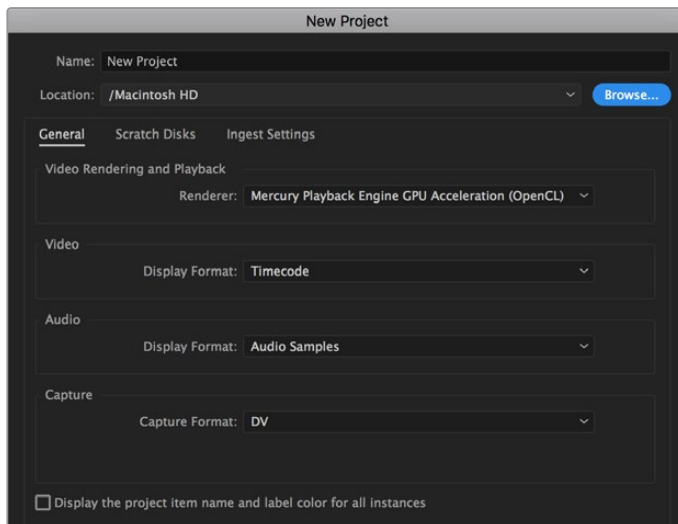 New Project
Name: New Project
Location: /Macintosh HD Browse...
General Scratch Disks Ingest Settings
Video Rendering and Playback
Renderer: Mercury Playback Engine GPU Acceleration (OpenCL)
Video
Display Format: Timecode
Audio
Display Format: Audio Samples
Capture
Capture Format: DV
Display the project item name and label color for all instances